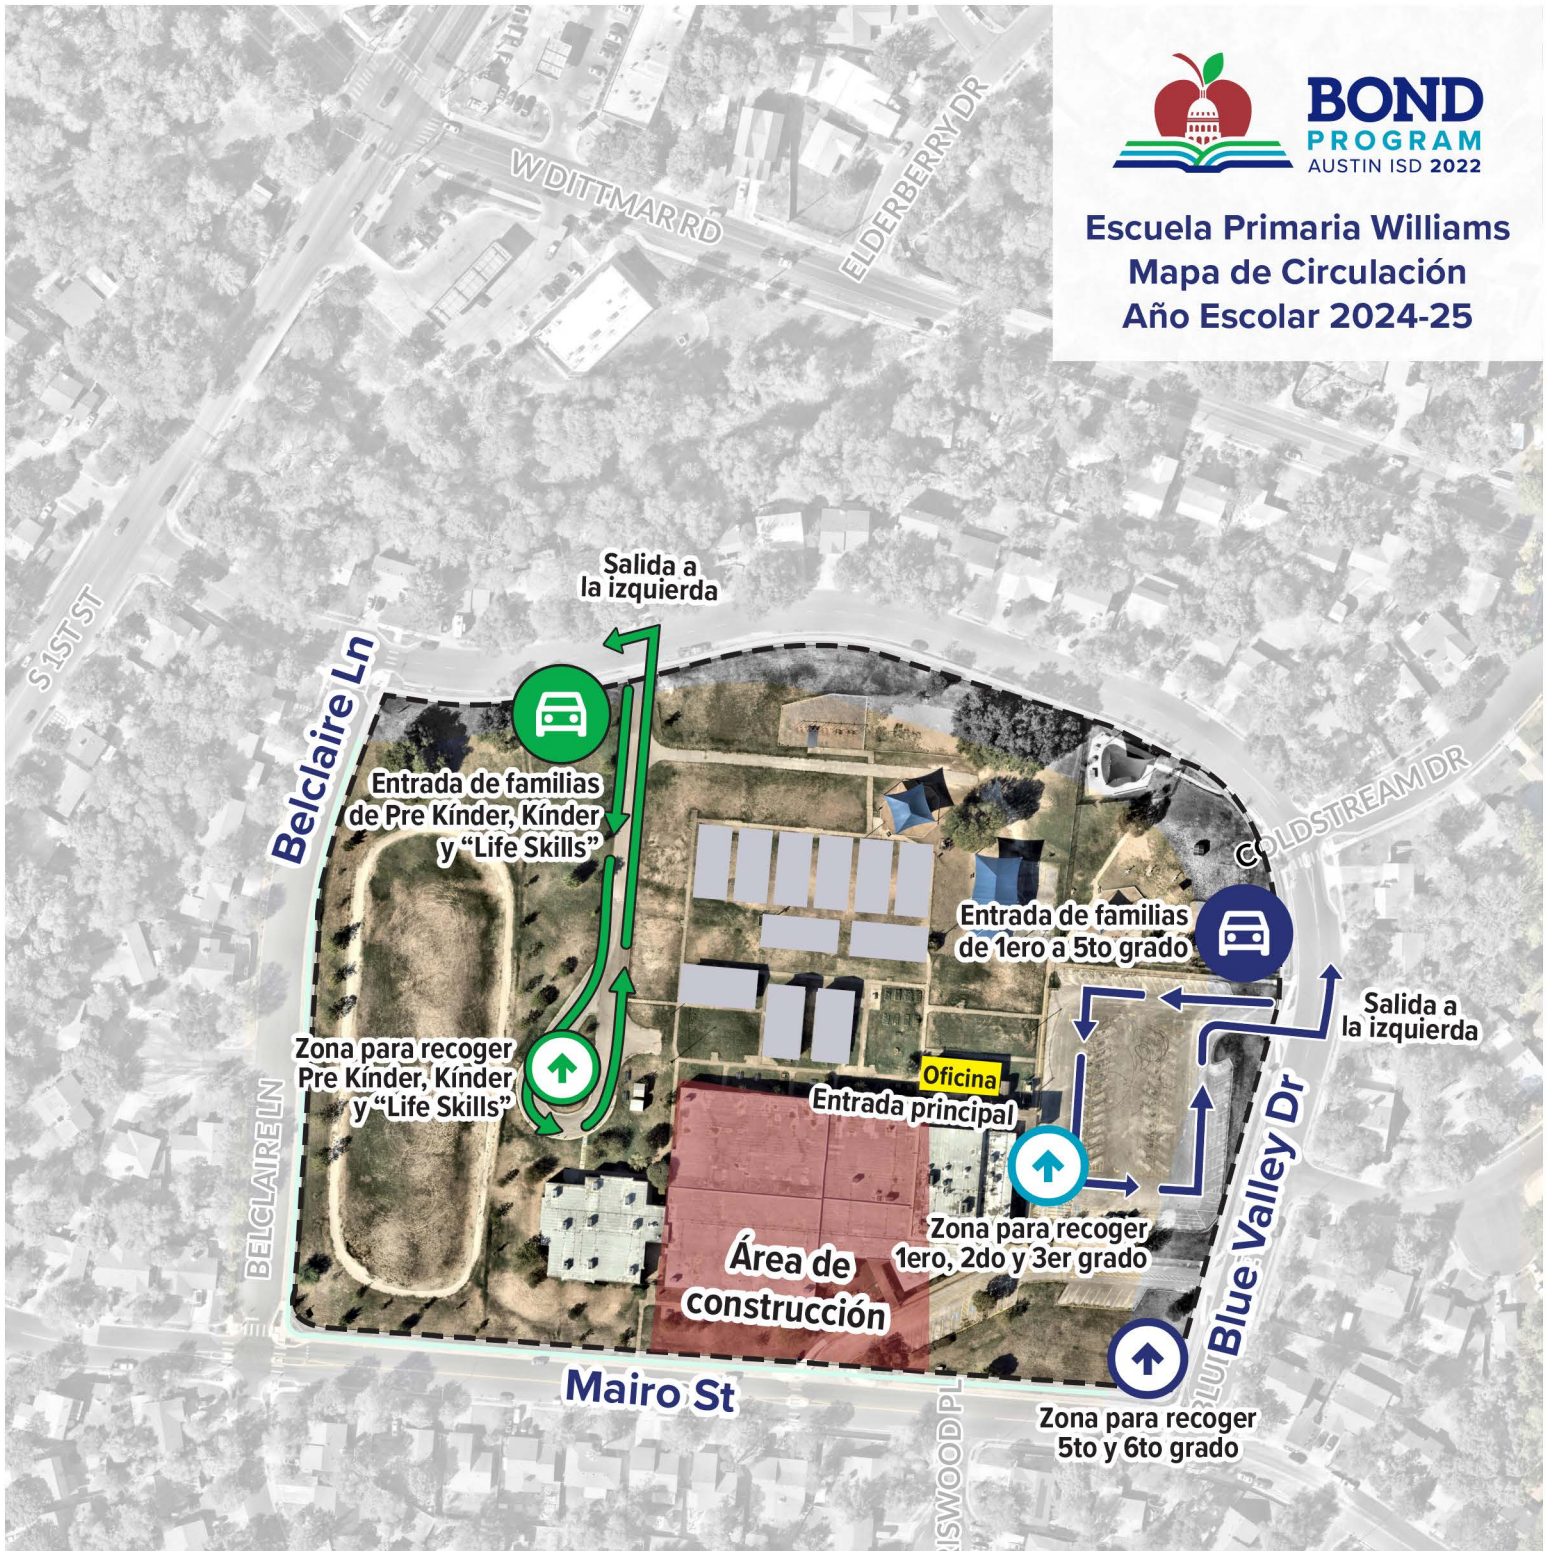 BOND
PROGRAM
AUSTIN ISD 2022
Escuela Primaria Williams
Mapa de Circulación
Año Escolar 2024-25
W DITTMAR RD
ELDERBERRY DR
S 1ST ST
Salida a
la izquierda
Belclaire Ln
Entrada de familias
de Pre Kínder, Kínder
y “Life Skills”
COLDSTREAM DR
Entrada de familias
de 1ero a 5to grado
Salida a
la izquierda
Zona para recoger
Pre Kínder, Kínder
y “Life Skills”
Oficina
Entrada principal
BELCLAIRE LN
Blue Valley Dr
Zona para recoger
1ero, 2do y 3er grado
Área de
construcción
Mairo St
BLU
RISWOOD PL
Zona para recoger
5to y 6to grado